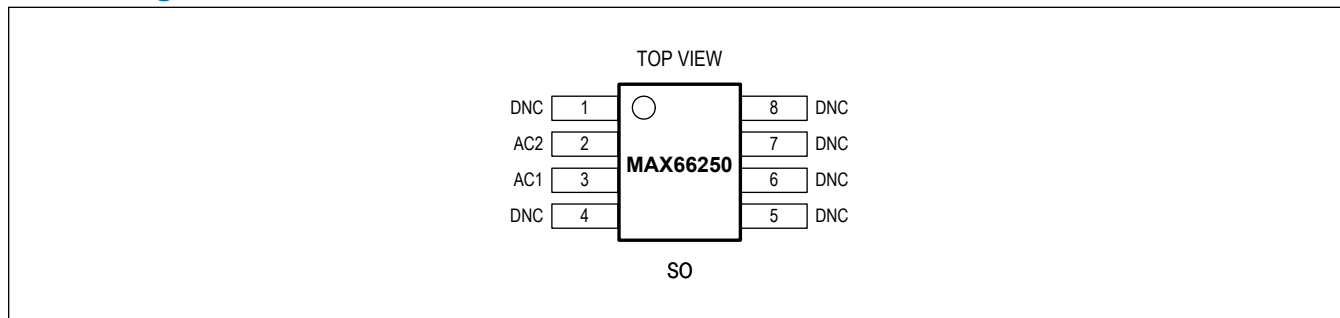 TOP VIEW
DNC 1 8 DNC
AC2 2 7 DNC
MAX66250
AC1 3 6 DNC
DNC 4 5 DNC
SO